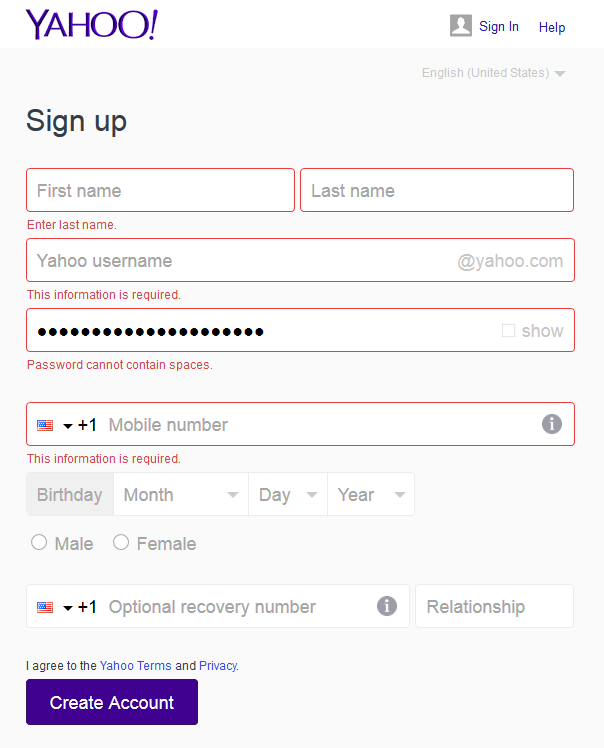 YAHOO!
Sign In Help
English (United States)
Sign up
First name Last name
Enter last name.
Yahoo username @yahoo.com
This information is required.
●●●●●●●●●●●●●●●●●●●●● show
Password cannot contain spaces.
+1 Mobile number
This information is required.
Birthday Month Day Year
Male Female
+1 Optional recovery number Relationship
I agree to the Yahoo Terms and Privacy.
Create Account